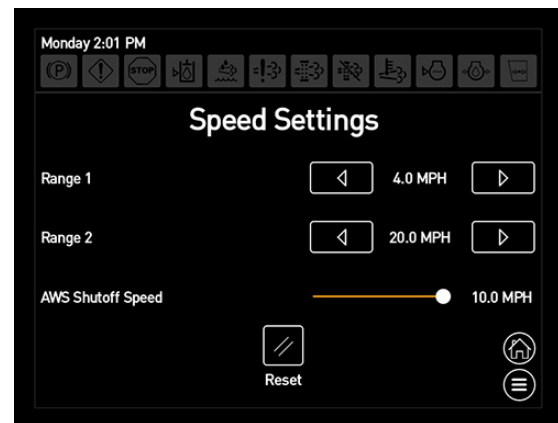 Monday 2:01 PM
(P) STOP
Speed Settings
Range 1 4.0 MPH
Range 2 20.0 MPH
AWS Shutoff Speed 10.0 MPH
Reset